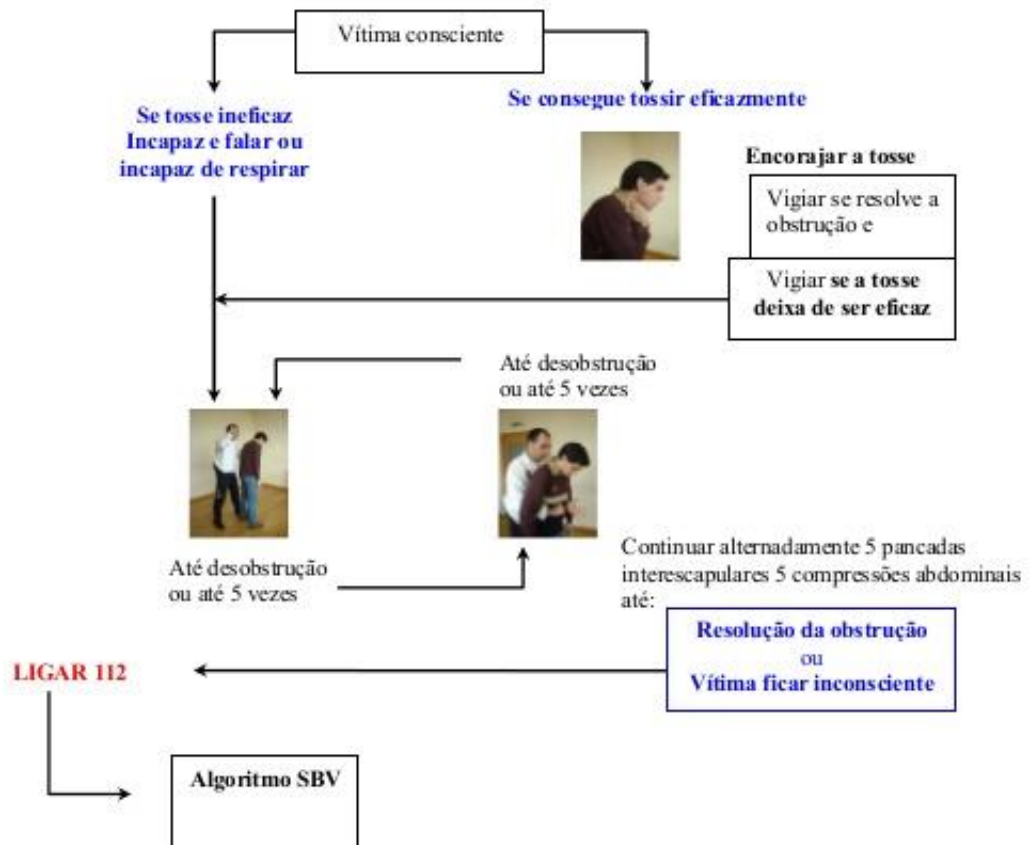 Vítima consciente
Se consegue tossir eficazmente
Se tosse ineficaz
Incapaz e falar ou
incapaz de respirar
Encorajar a tosse
Vigiar se resolve a
obstrução e
Vigiar se a tosse
deixa de ser eficaz
Até desobstrução
ou até 5 vezes
Até desobstrução
ou até 5 vezes
Continuar alternadamente 5 pancadas
interescapulares 5 compressões abdominais
até:
Resolução da obstrução
ou
Vítima ficar inconsciente
LIGAR 112
Algoritmo SBV